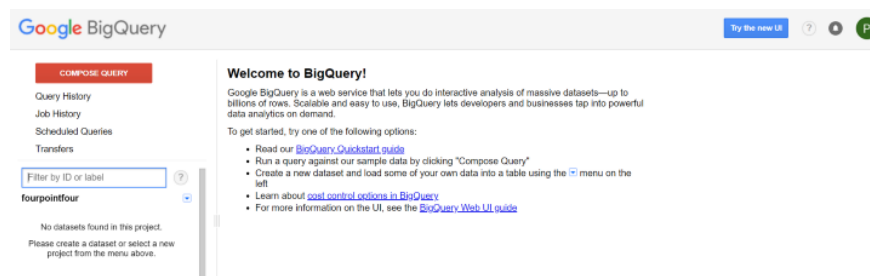 Google BigQuery
Try the new UI
?
P
COMPOSE QUERY
Query History
Job History
Scheduled Queries
Transfers
Filter by ID or label
?
fourpointfour
No datasets found in this project.
Please create a dataset or select a new
project from the menu above.
Welcome to BigQuery!
Google BigQuery is a web service that lets you do interactive analysis of massive datasets—up to
billions of rows. Scalable and easy to use, BigQuery lets developers and businesses tap into powerful
data analytics on demand.
To get started, try one of the following options:
• Read our BigQuery Quickstart guide
• Run a query against our sample data by clicking "Compose Query"
• Create a new dataset and load some of your own data into a table using the menu on the
left
• Learn about cost control options in BigQuery
• For more information on the UI, see the BigQuery Web UI guide